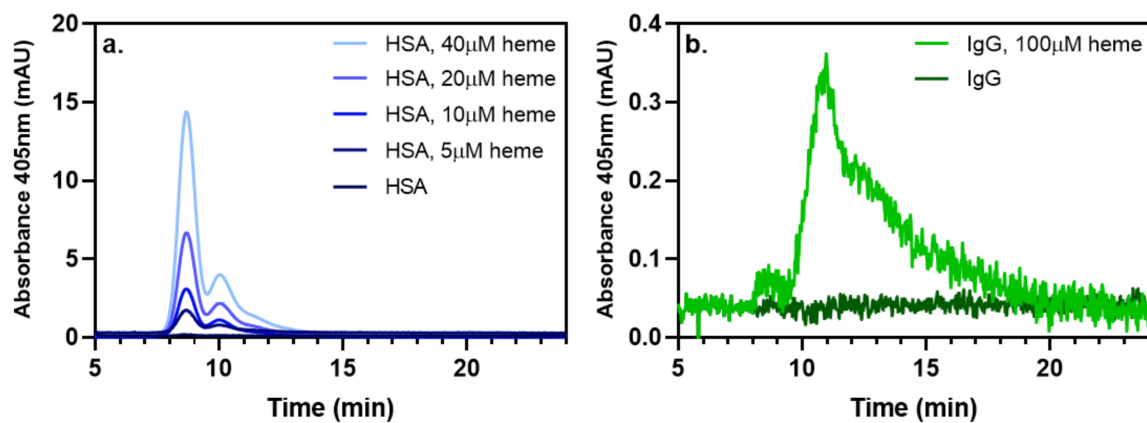 a.
Absorbance 405nm (mAU)
20
15
10
5
0
HSA, 40μM heme
HSA, 20μM heme
HSA, 10μM heme
HSA, 5μM heme
HSA
5 10 15 20
Time (min)
b.
Absorbance 405nm (mAU)
0.4
0.3
0.2
0.1
0.0
IgG, 100μM heme
IgG
5 10 15 20
Time (min)